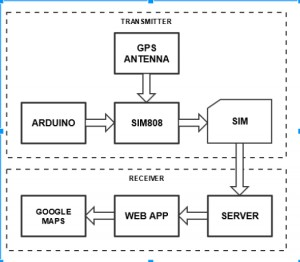 TRANSMITTER
GPS
ANTENNA
ARDUINO
SIM808
SIM
RECEIVER
GOOGLE
MAPS
WEB APP
SERVER